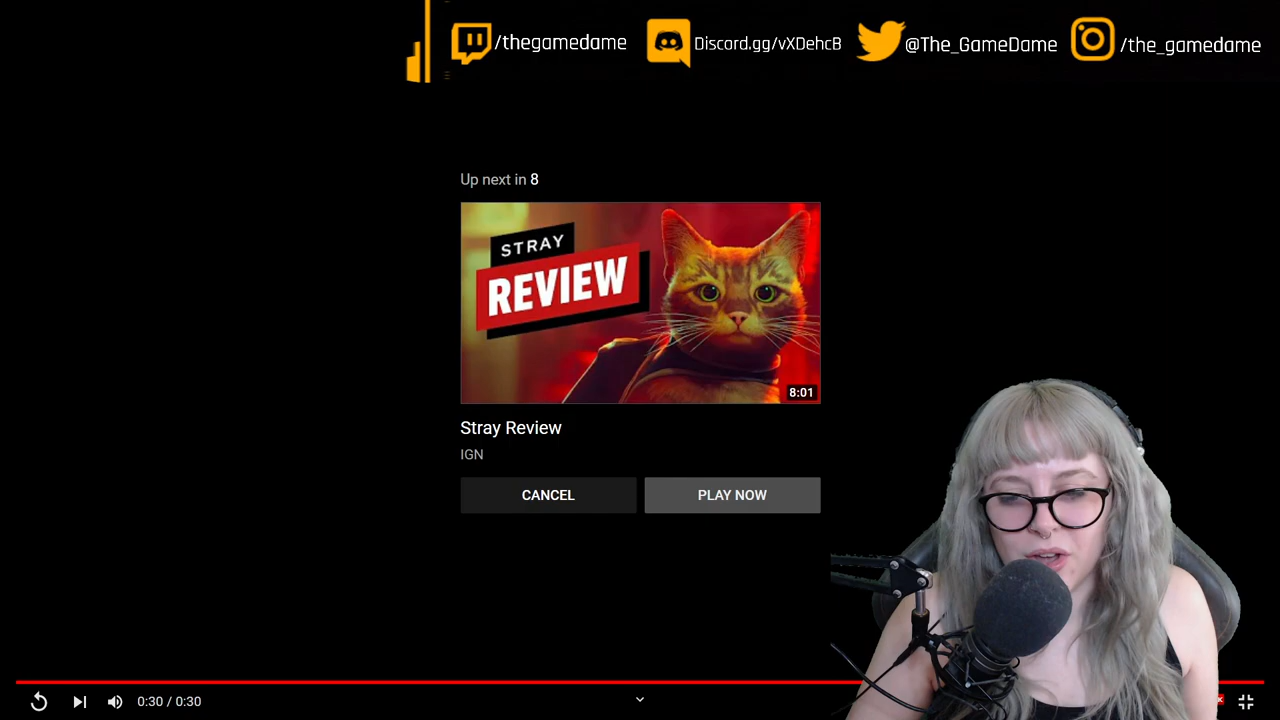 /thegamedame Discord.gg/vXDehcB @The_GameDame /the_gamedame
Up next in 8
STRAY
REVIEW
8:01
Stray Review
IGN
CANCEL PLAY NOW
0:30 / 0:30